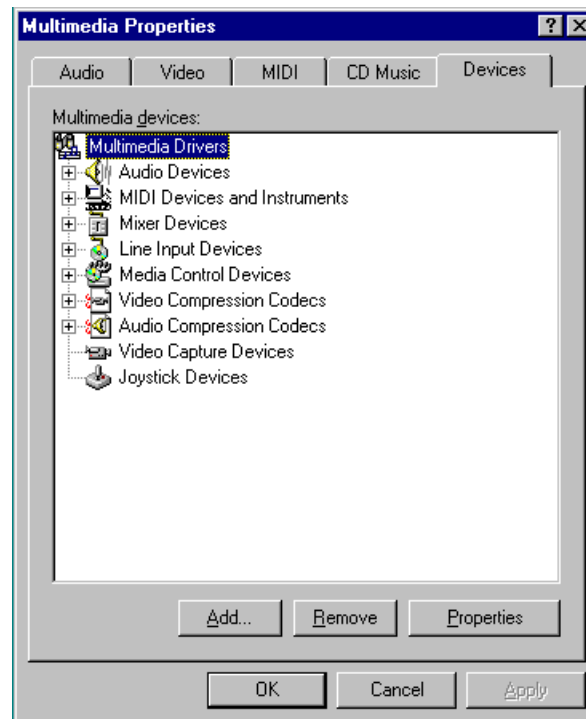 Multimedia Properties
Audio Video MIDI CD Music Devices
Multimedia devices:
Multimedia Drivers
Audio Devices
MIDI Devices and Instruments
Mixer Devices
Line Input Devices
Media Control Devices
Video Compression Codecs
Audio Compression Codecs
Video Capture Devices
Joystick Devices
Add... Remove Properties
OK Cancel Apply